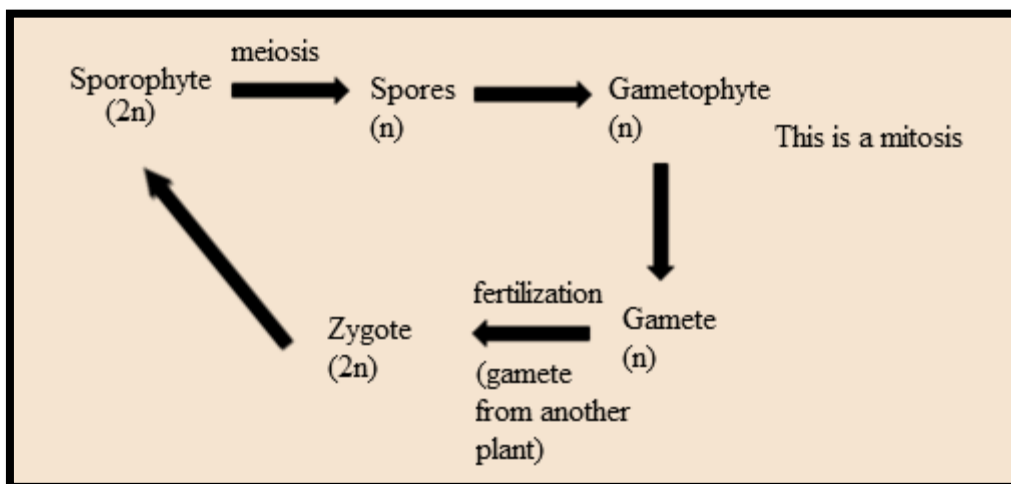 meiosis
Sporophyte
(2n)
Spores
(n)
Gametophyte
(n)
This is a mitosis
fertilization
Gamete
(n)
Zygote
(2n)
(gamete
from another
plant)